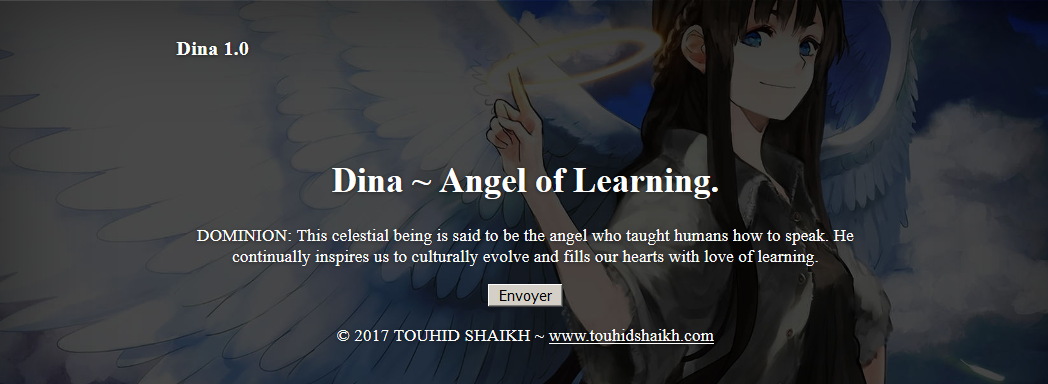 Dina 1.0
Dina ~ Angel of Learning.
DOMINION: This celestial being is said to be the angel who taught humans how to speak. He
continually inspires us to culturally evolve and fills our hearts with love of learning.
Envoyer
© 2017 TOUHID SHAIKH ~ www.touhidshaikh.com